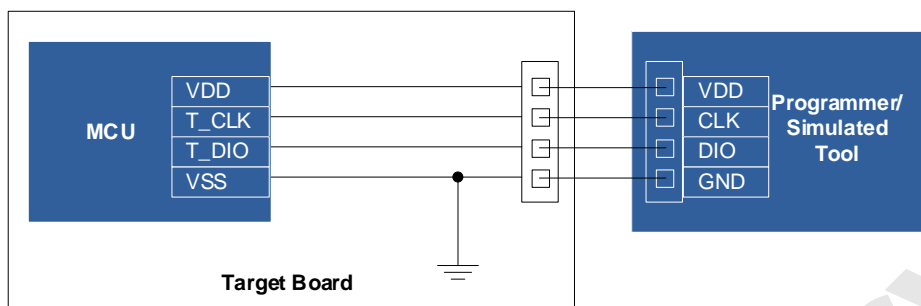 MCU
VDD
T_CLK
T_DIO
VSS
Target Board
VDD
CLK
DIO
GND
Programmer/
Simulated
Tool